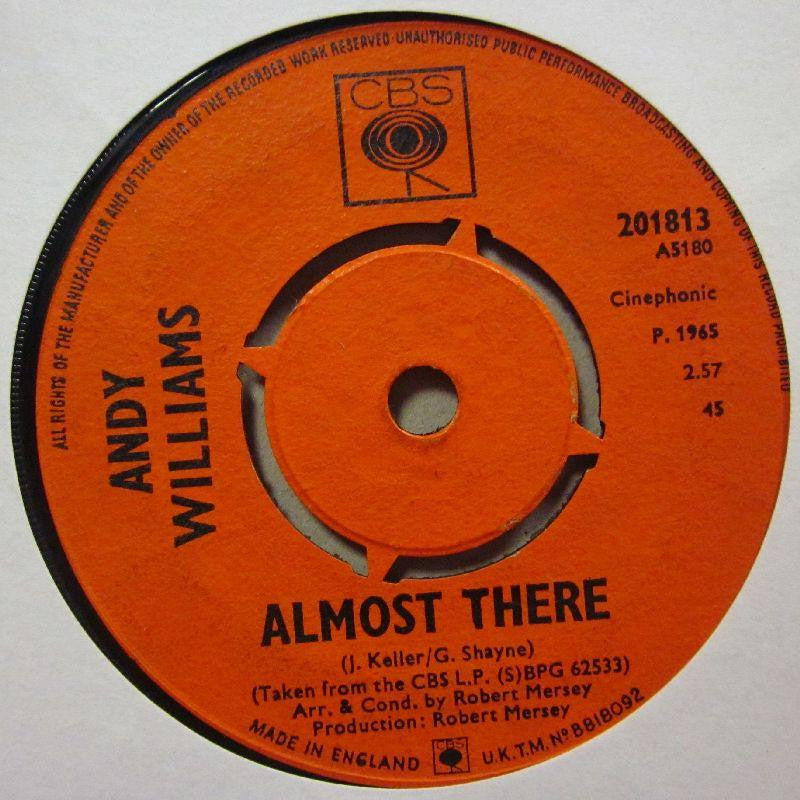 ALL RIGHTS OF THE MANUFACTURER AND OF THE OWNER OF THE RECORDED WORK RESERVED UNAUTHORISED PUBLIC PERFORMANCE BROADCASTING AND COPYING OF THIS RECORD PROHIBITED
CBS
201813
A5180
Cinephonic
P. 1965
2.57
45
ANDY
WILLIAMS
ALMOST THERE
(J. Keller/G. Shayne)
(Taken from the CBS L.P. (S)BPG 62533)
Arr. & Cond. by Robert Mersey
Production: Robert Mersey
MADE IN ENGLAND CBS U.K.T.M. Nº B818092